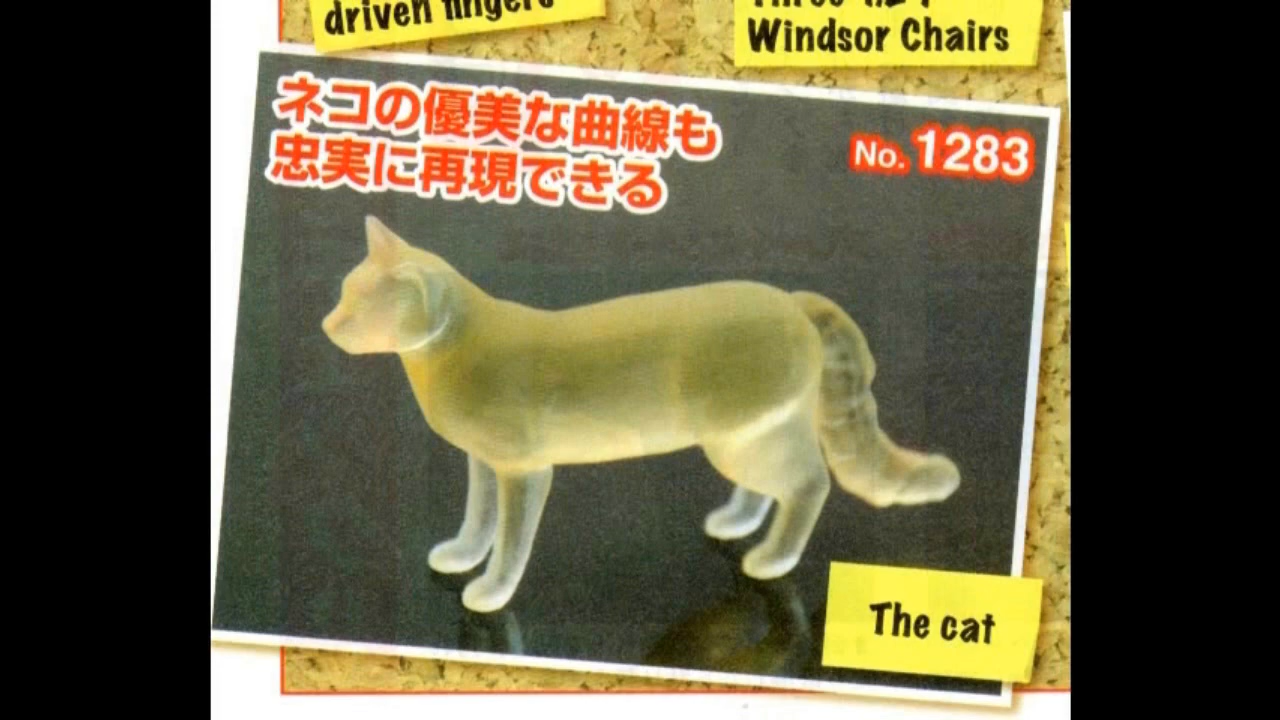 driven fingers
Windsor Chairs
ネコの優美な曲線も
忠実に再現できる
No. 1283
The cat